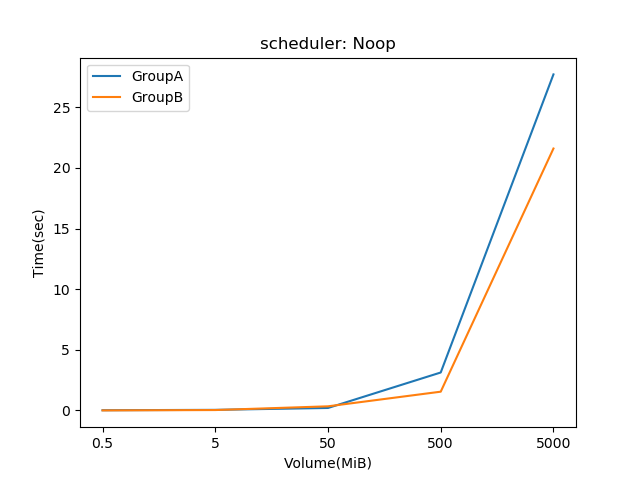 scheduler: Noop
GroupA
GroupB
Time(sec)
25
20
15
10
5
0
0.5 5 50 500 5000
Volume(MiB)